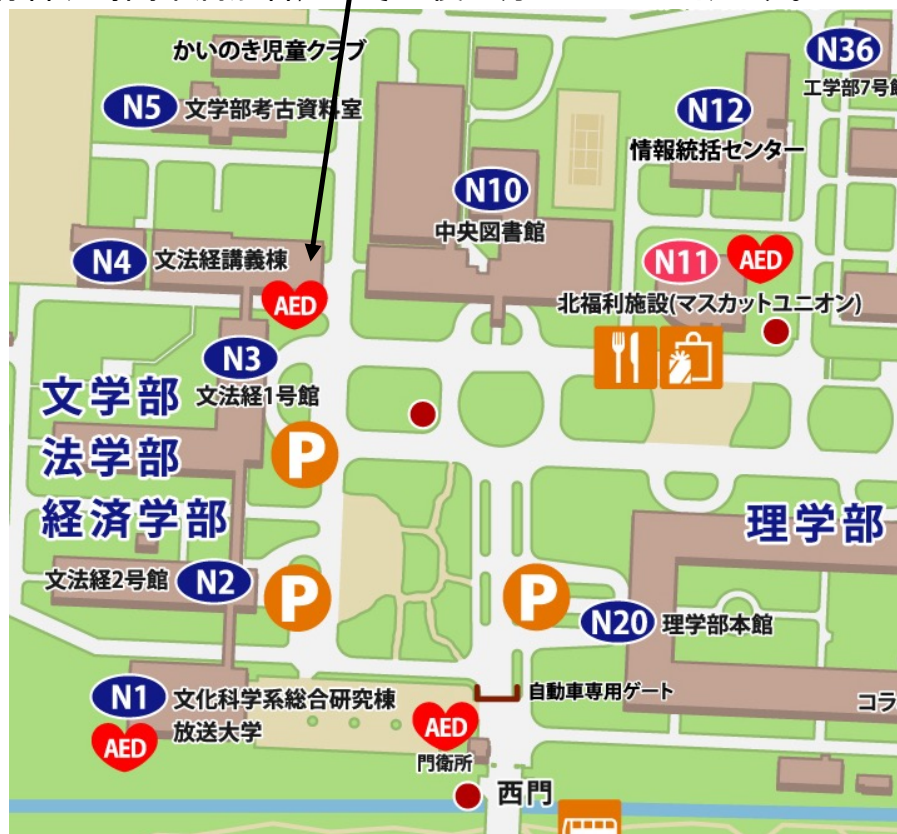 かいのき児童クラブ
N5 文学部考古資料室
N36
工学部7号館
N12
情報統括センター
N10
中央図書館
N4 文法経講義棟
AED
N11 AED
北福利施設(マスカットユニオン)
N3
文法経1号館
文学部
法学部
経済学部
P
理学部
文法経2号館 N2
P
P
N20 理学部本館
N1 文化科学系総合研究棟
放送大学
AED
自動車専用ゲート
コラ
AED
門衛所
西門